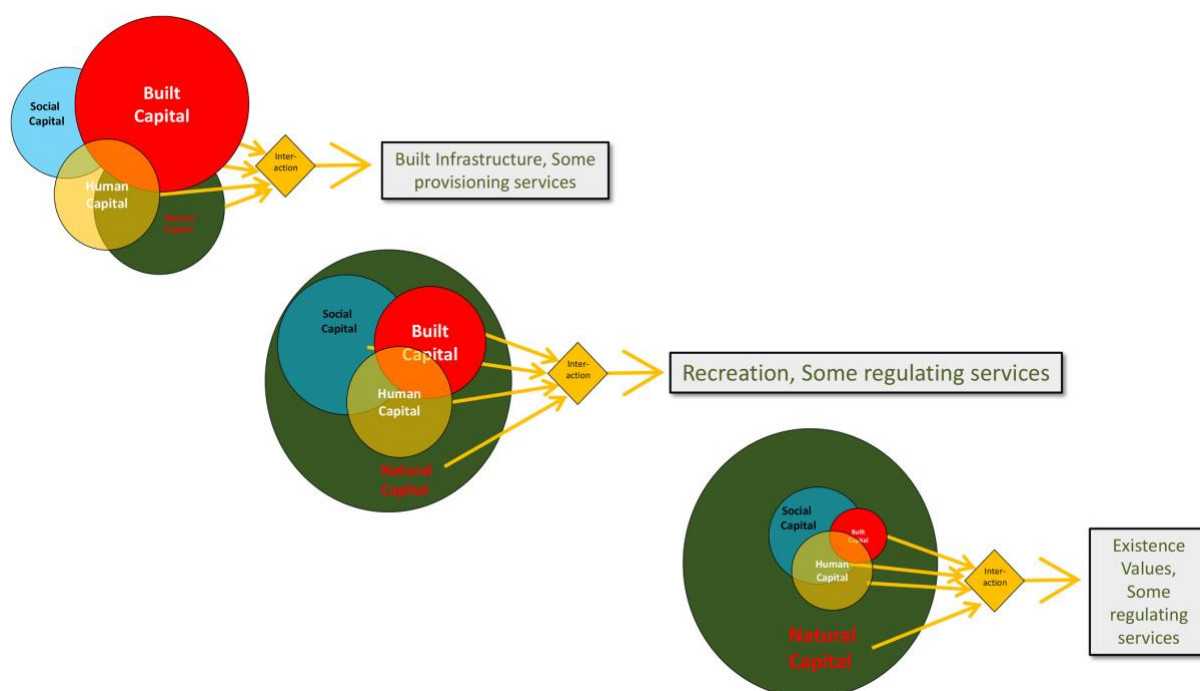 Built
Capital
Social
Capital
Human
Capital
Natural
Capital
Inter-
action
Built Infrastructure, Some
provisioning services
Social
Capital
Built
Capital
Human
Capital
Natural
Capital
Inter-
action
Recreation, Some regulating services
Social
Capital
Built
Capital
Human
Capital
Natural
Capital
Inter-
action
Existence
Values,
Some
regulating
services